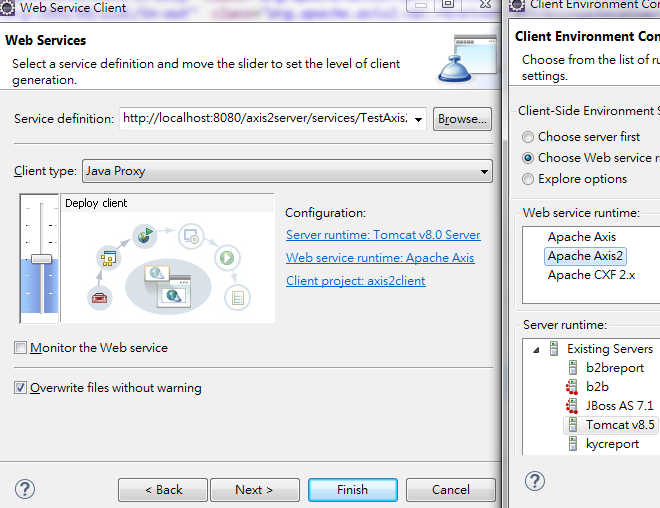 Web Service Client
Web Services
Select a service definition and move the slider to set the level of client
generation.
Service definition: http://localhost:8080/axis2server/services/TestAxis2
Browse...
Client type: Java Proxy
Deploy client
Configuration:
Server runtime: Tomcat v8.0 Server
Web service runtime: Apache Axis
Client project: axis2client
Monitor the Web service
Overwrite files without warning
< Back
Next >
Finish
Cancel
Client Environment Co
Client Environment Con
Choose from the list of ru
settings.
Client-Side Environment S
Choose server first
Choose Web service r
Explore options
Web service runtime:
Apache Axis
Apache Axis2
Apache CXF 2.x
Server runtime:
Existing Servers
b2breport
b2b
JBoss AS 7.1
Tomcat v8.5
kycreport